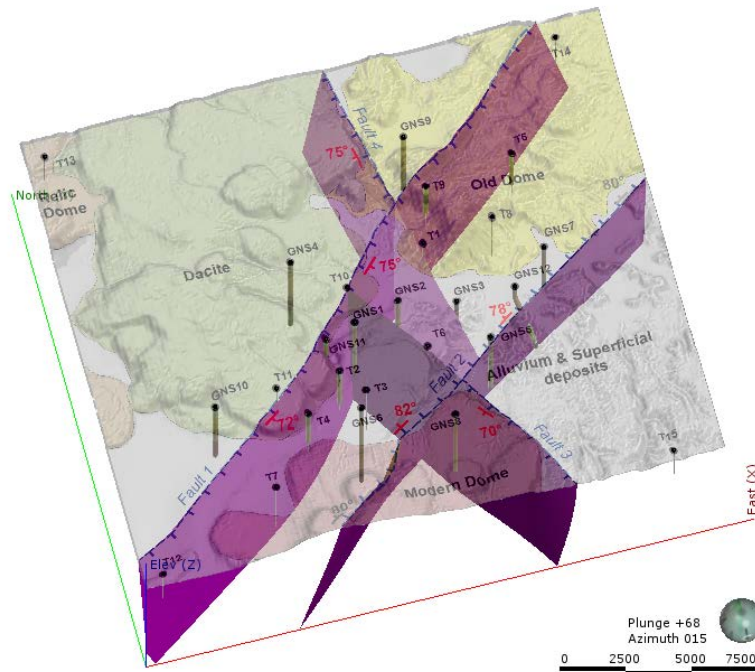 T14
GNS9
Fault 4
75°
T5
T13
North (Y)
Relic
Dome
T9
Old Dome
80°
T8
T1
GNS7
GNS4
Dacite
T10
75°
GNS2
GNS3
GNS12
GNS1
78°
T6
GNS5
GNS11
T2
Fault 2
Alluvium & Superficial
deposits
T11
T3
GNS10
72°
T4
GNS6
82°
GNS8
70°
Fault 3
T15
Fault 1
T7
Modern Dome
80°
East (X)
T12
Elev (Z)
Plunge +68
Azimuth 015
0 2500 5000 7500